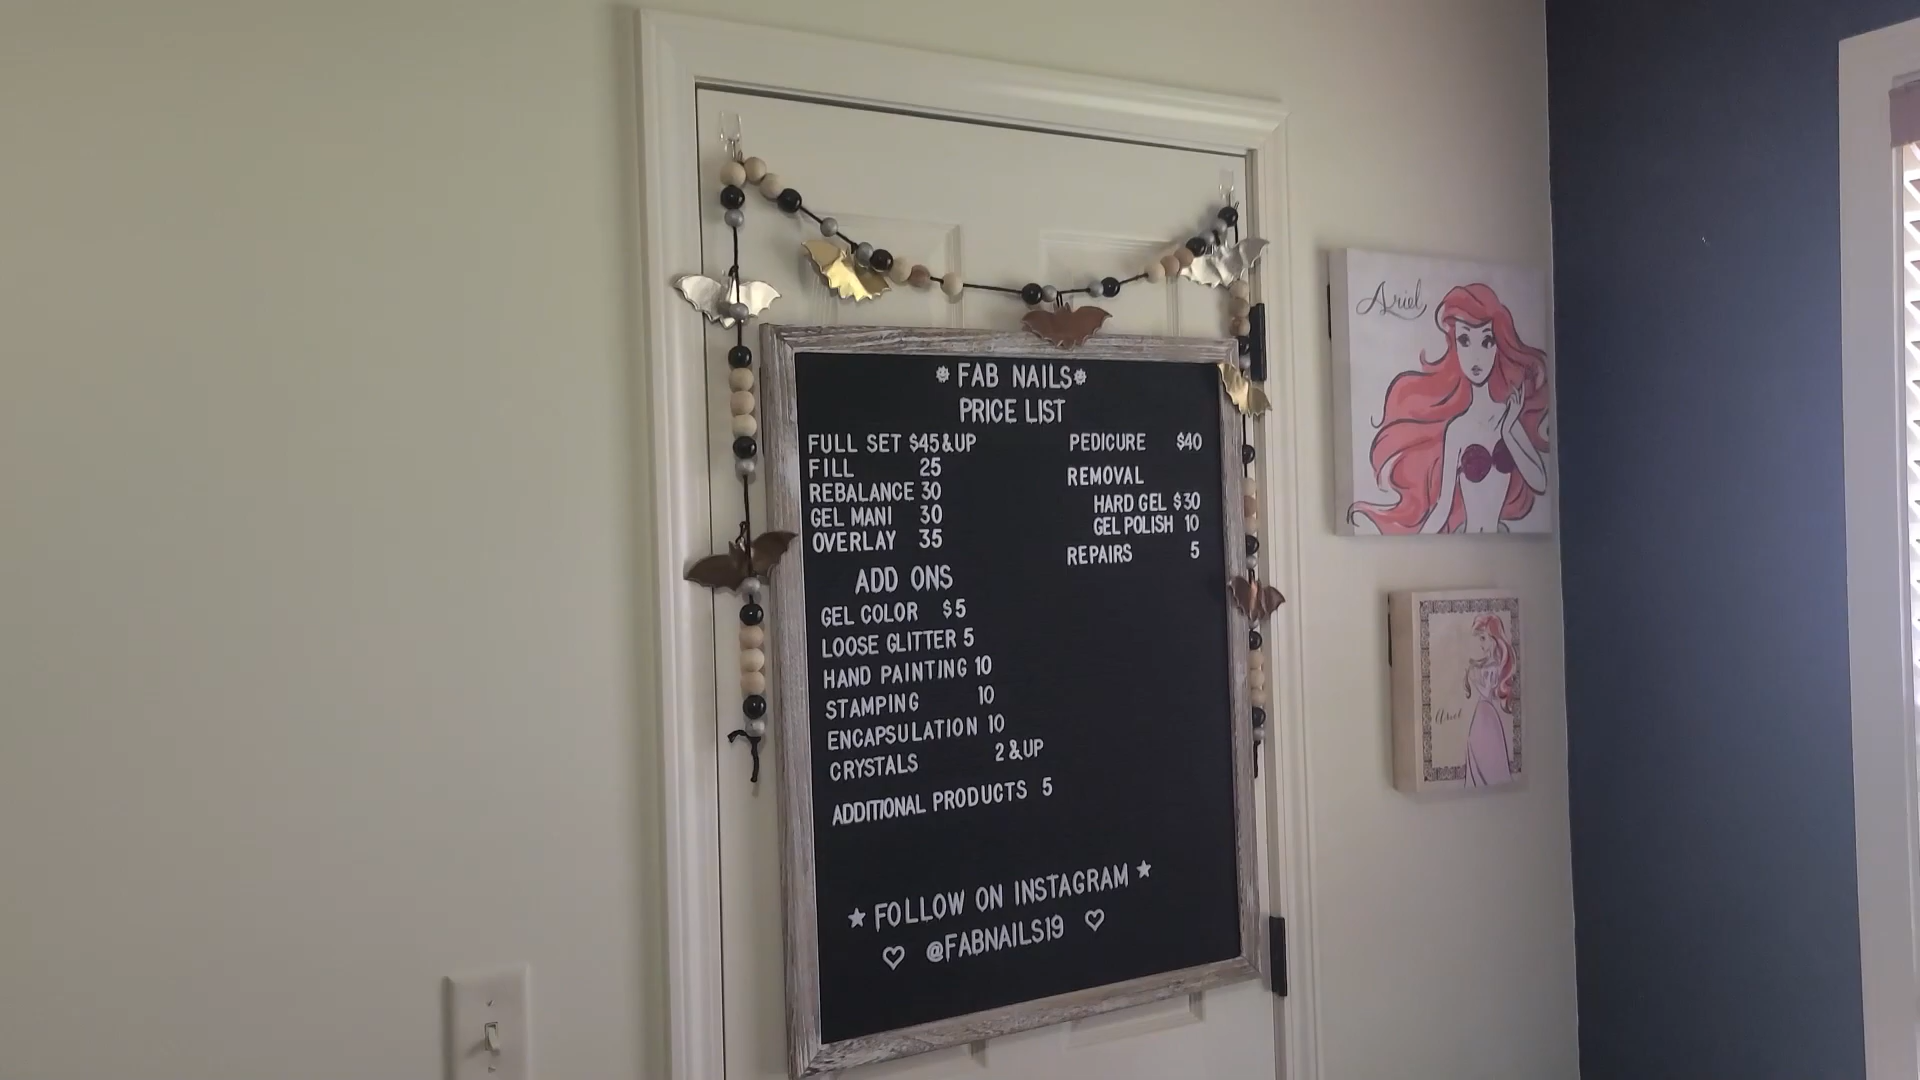 FAB NAILS
PRICE LIST
FULL SET $45&UP
FILL 25
REBALANCE 30
GEL MANI 30
OVERLAY 35
ADD ONS
GEL COLOR $5
LOOSE GLITTER 5
HAND PAINTING 10
STAMPING 10
ENCAPSULATION 10
CRYSTALS 2&UP
ADDITIONAL PRODUCTS 5
PEDICURE $40
REMOVAL
HARD GEL $30
GEL POLISH 10
REPAIRS 5
★ FOLLOW ON INSTAGRAM ★
♡ @FABNAILS19 ♡
Ariel
Ariel